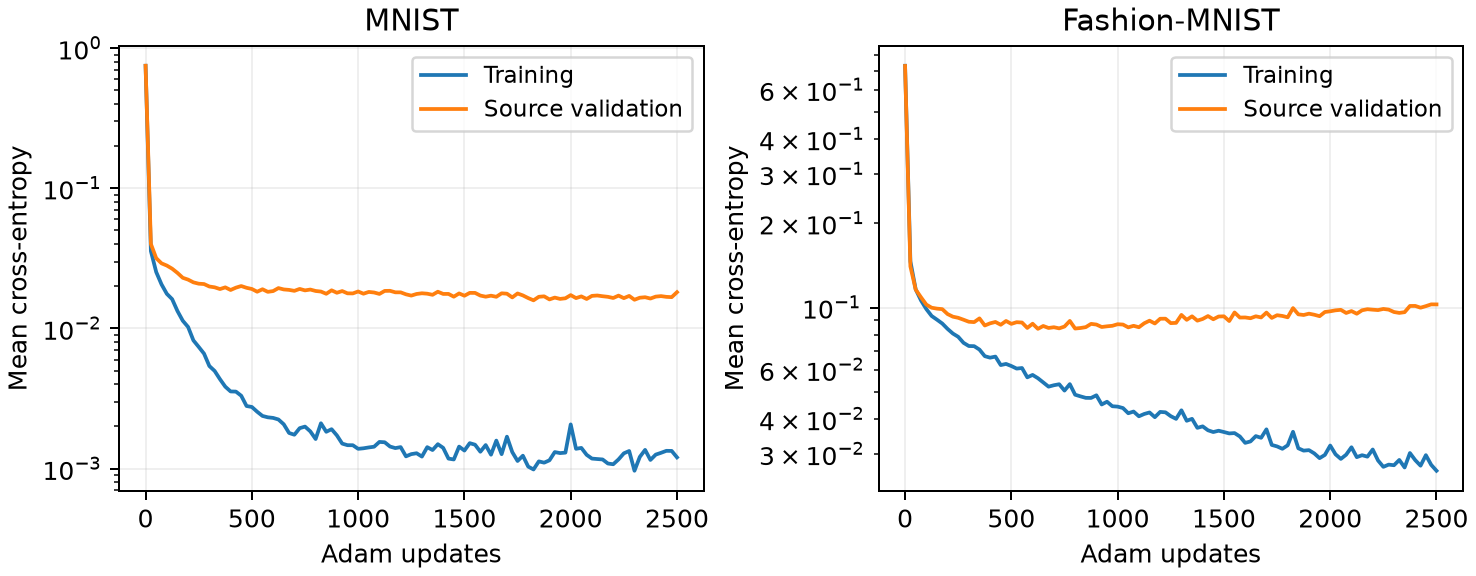 MNIST
Mean cross-entropy
10⁰
10⁻¹
10⁻²
10⁻³
Training
Source validation
0 500 1000 1500 2000 2500
Adam updates
Fashion-MNIST
Mean cross-entropy
6 × 10⁻¹
4 × 10⁻¹
3 × 10⁻¹
2 × 10⁻¹
10⁻¹
6 × 10⁻²
4 × 10⁻²
3 × 10⁻²
Training
Source validation
0 500 1000 1500 2000 2500
Adam updates